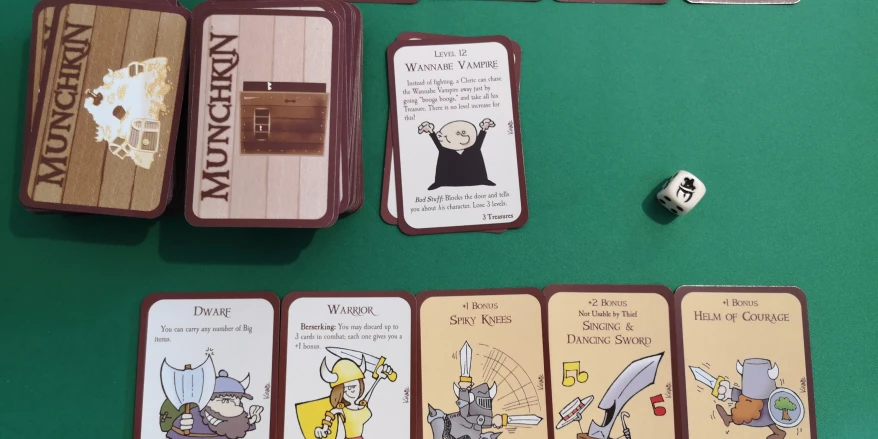 MUNCHKIN
MUNCHKIN
LEVEL 12
WANNABE VAMPIRE
Instead of fighting, a Cleric can chase
the Wannabe Vampire away just by
going "booga booga," and take all his
Treasure. There is no level increase for
this!
Bad Stuff: Blocks the door and tells
you about his character. Lose 3 levels.
3 Treasures
DWARF
You can carry any number of Big
items.
WARRIOR
Berserking: You may discard up to
3 cards in combat; each one gives you a
+1 bonus.
+1 BONUS
SPIKY KNEES
+2 BONUS
Not Usable by Thief
SINGING &
DANCING SWORD
+1 BONUS
HELM OF COURAGE